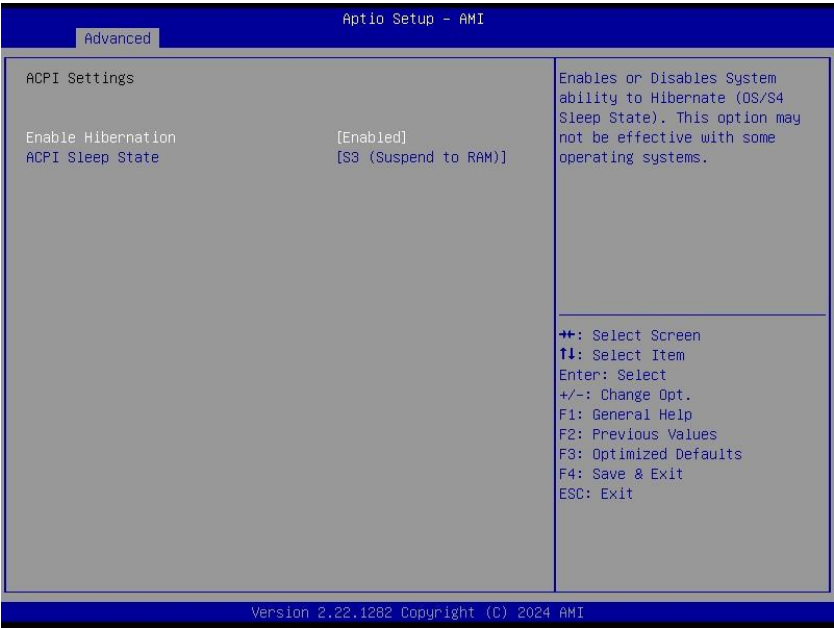 Aptio Setup – AMI
Advanced
ACPI Settings
Enable Hibernation [Enabled]
ACPI Sleep State [S3 (Suspend to RAM)]
Enables or Disables System
ability to Hibernate (OS/S4
Sleep State). This option may
not be effective with some
operating systems.
→←: Select Screen
↑↓: Select Item
Enter: Select
+/-: Change Opt.
F1: General Help
F2: Previous Values
F3: Optimized Defaults
F4: Save & Exit
ESC: Exit
Version 2.22.1282 Copyright (C) 2024 AMI